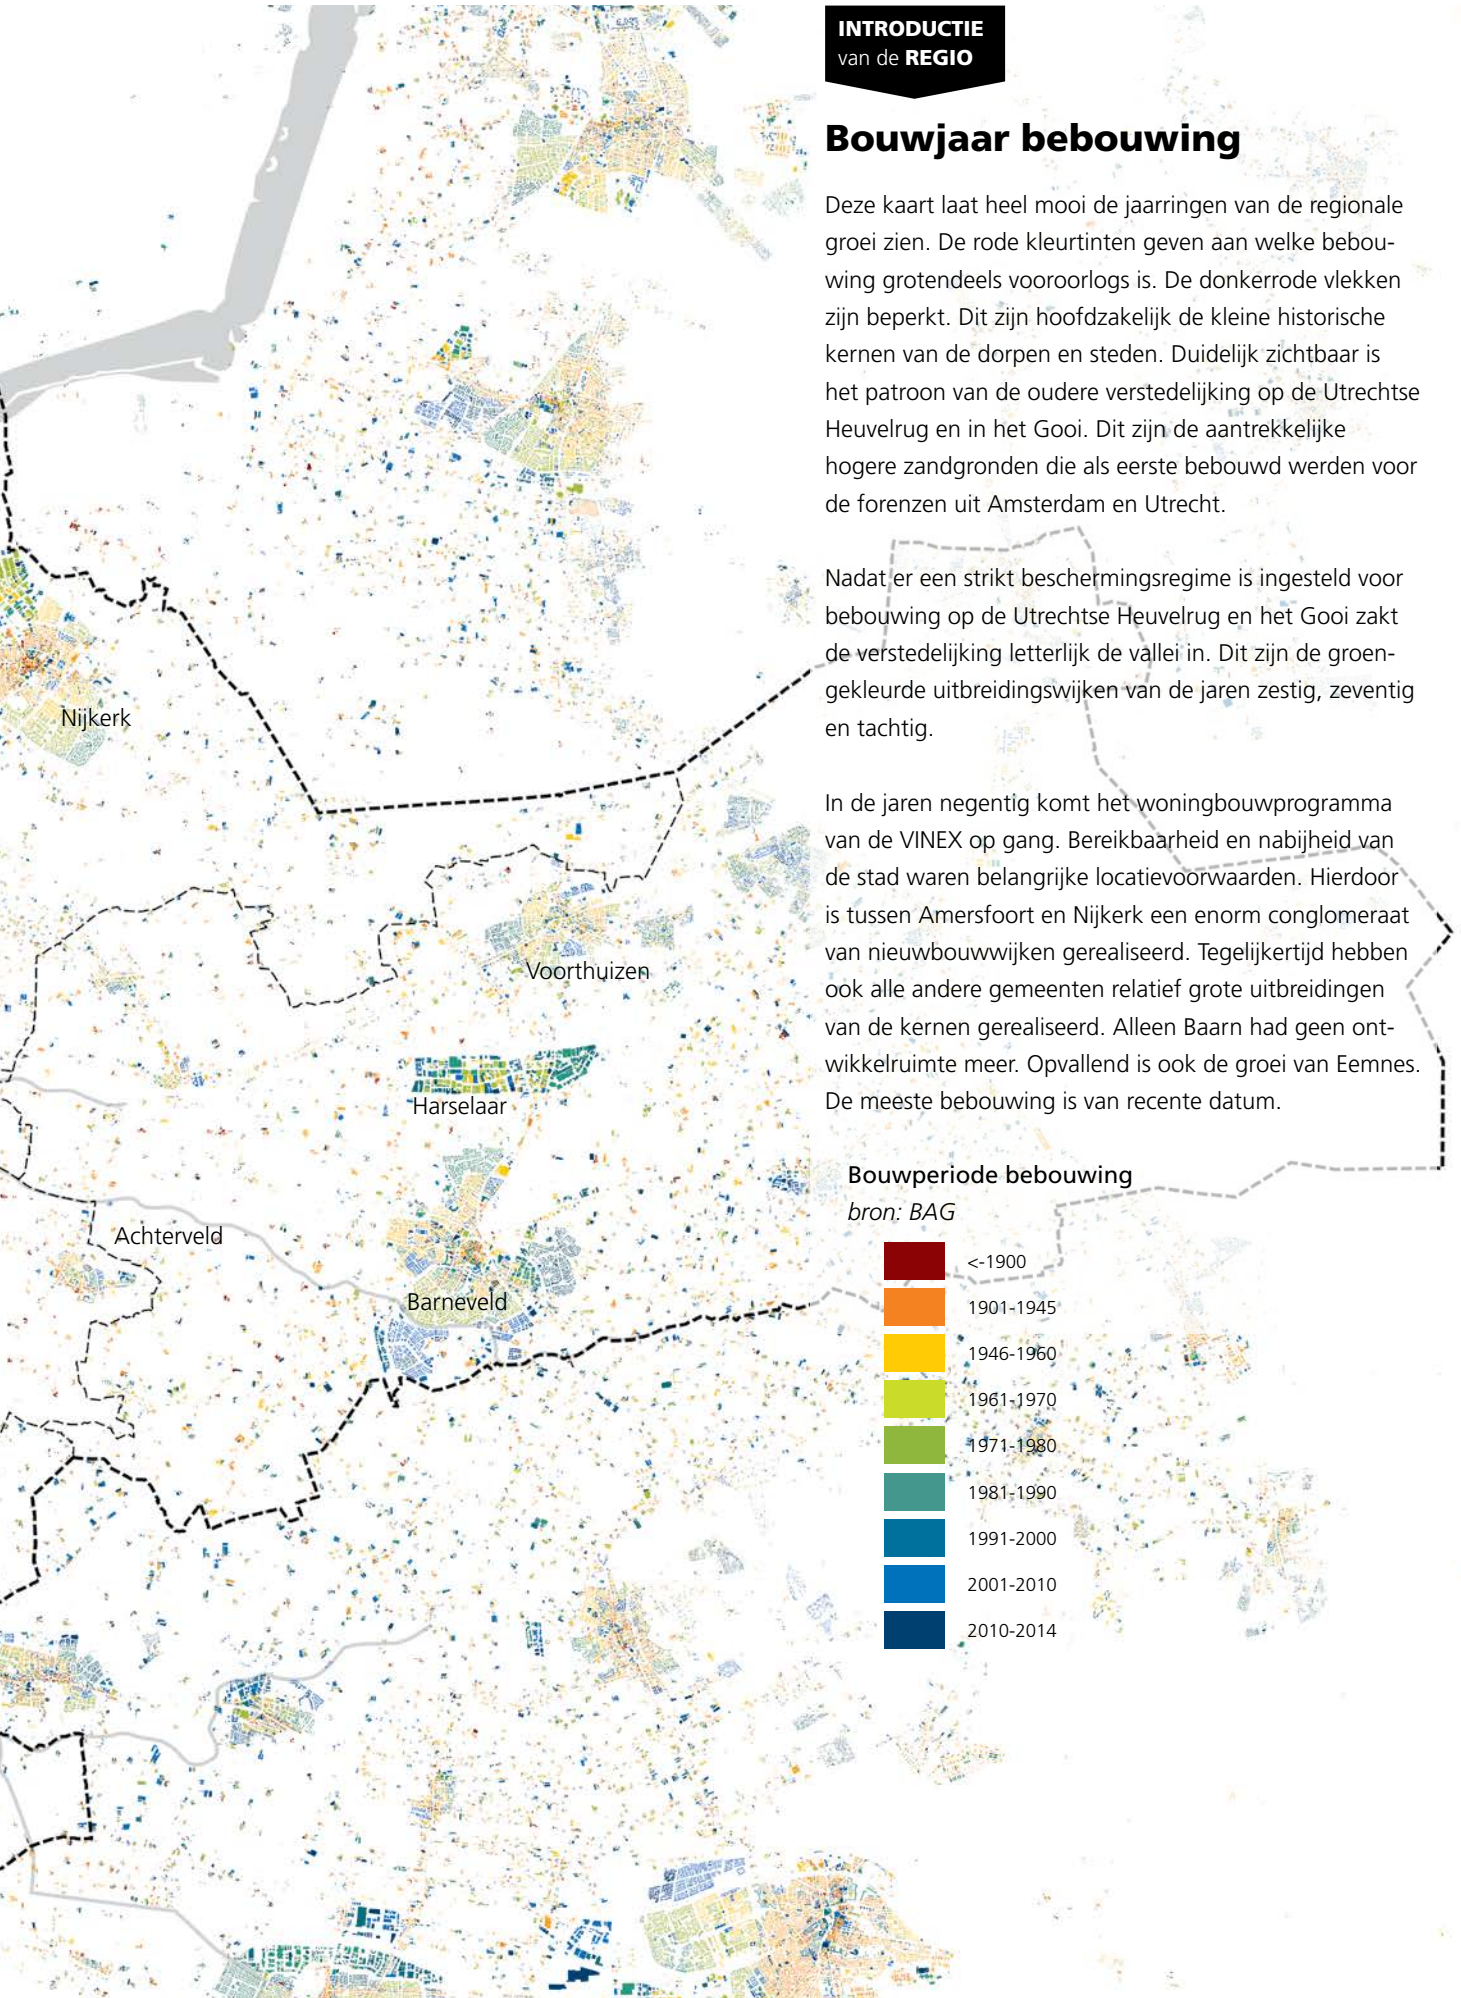 INTRODUCTIE
van de REGIO
Bouwjaar bebouwing
Deze kaart laat heel mooi de jaarringen van de regionale
groei zien. De rode kleurtinten geven aan welke bebou-
wing grotendeels vooroorlogs is. De donkerrode vlekken
zijn beperkt. Dit zijn hoofdzakelijk de kleine historische
kernen van de dorpen en steden. Duidelijk zichtbaar is
het patroon van de oudere verstedelijking op de Utrechtse
Heuvelrug en in het Gooi. Dit zijn de aantrekkelijke
hogere zandgronden die als eerste bebouwd werden voor
de forenzen uit Amsterdam en Utrecht.
Nadat er een strikt beschermingsregime is ingesteld voor
bebouwing op de Utrechtse Heuvelrug en het Gooi zakt
de verstedelijking letterlijk de vallei in. Dit zijn de groen-
gekleurde uitbreidingswijken van de jaren zestig, zeventig
en tachtig.
In de jaren negentig komt het woningbouwprogramma
van de VINEX op gang. Bereikbaarheid en nabijheid van
de stad waren belangrijke locatievoorwaarden. Hierdoor
is tussen Amersfoort en Nijkerk een enorm conglomeraat
van nieuwbouwwijken gerealiseerd. Tegelijkertijd hebben
ook alle andere gemeenten relatief grote uitbreidingen
van de kernen gerealiseerd. Alleen Baarn had geen ont-
wikkelruimte meer. Opvallend is ook de groei van Eemnes.
De meeste bebouwing is van recente datum.
Bouwperiode bebouwing
bron: BAG
<-1900
1901-1945
1946-1960
1961-1970
1971-1980
1981-1990
1991-2000
2001-2010
2010-2014
Nijkerk
Voorthuizen
Harselaar
Achterveld
Barneveld